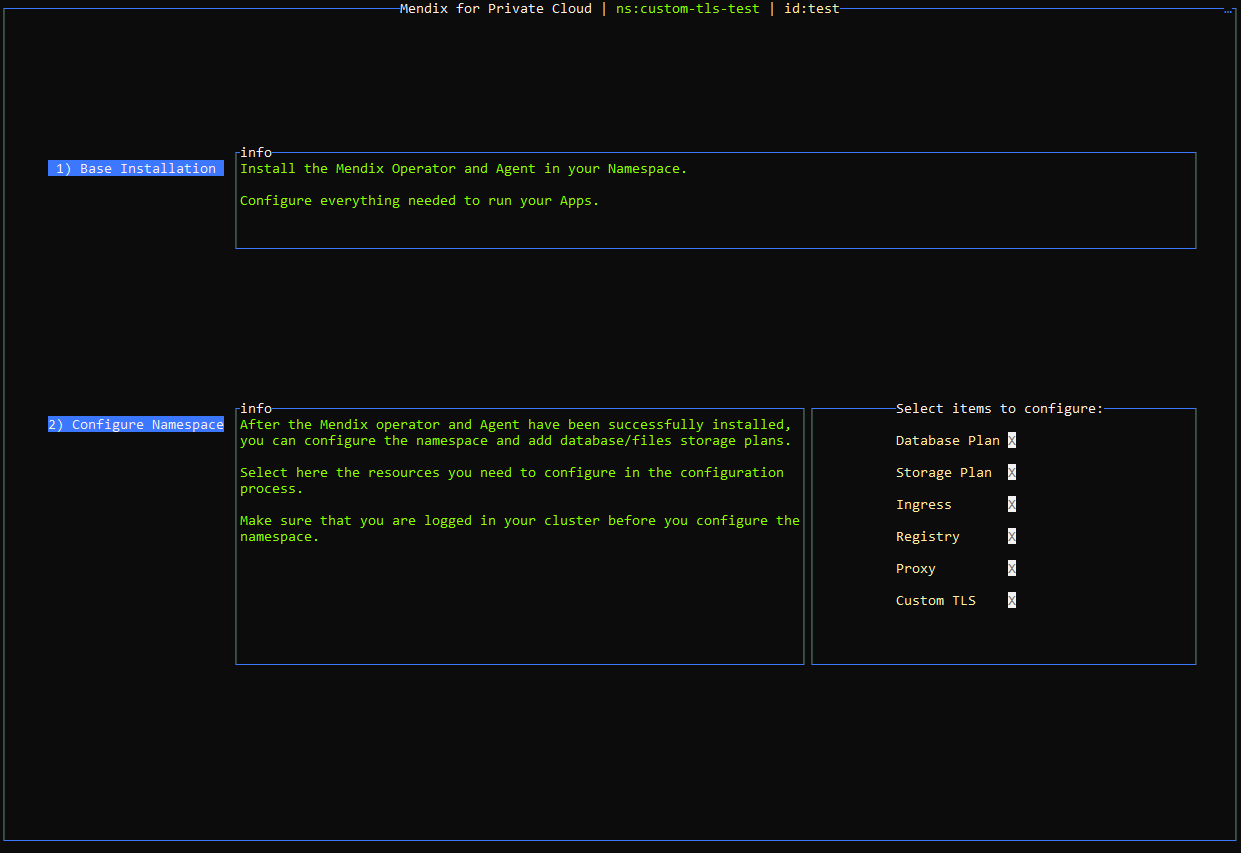 Mendix for Private Cloud | ns:custom-tls-test | id:test
1) Base Installation
info
Install the Mendix Operator and Agent in your Namespace.
Configure everything needed to run your Apps.
2) Configure Namespace
info
After the Mendix operator and Agent have been successfully installed,
you can configure the namespace and add database/files storage plans.
Select here the resources you need to configure in the configuration
process.
Make sure that you are logged in your cluster before you configure the
namespace.
Select items to configure:
Database Plan X
Storage Plan X
Ingress X
Registry X
Proxy X
Custom TLS X